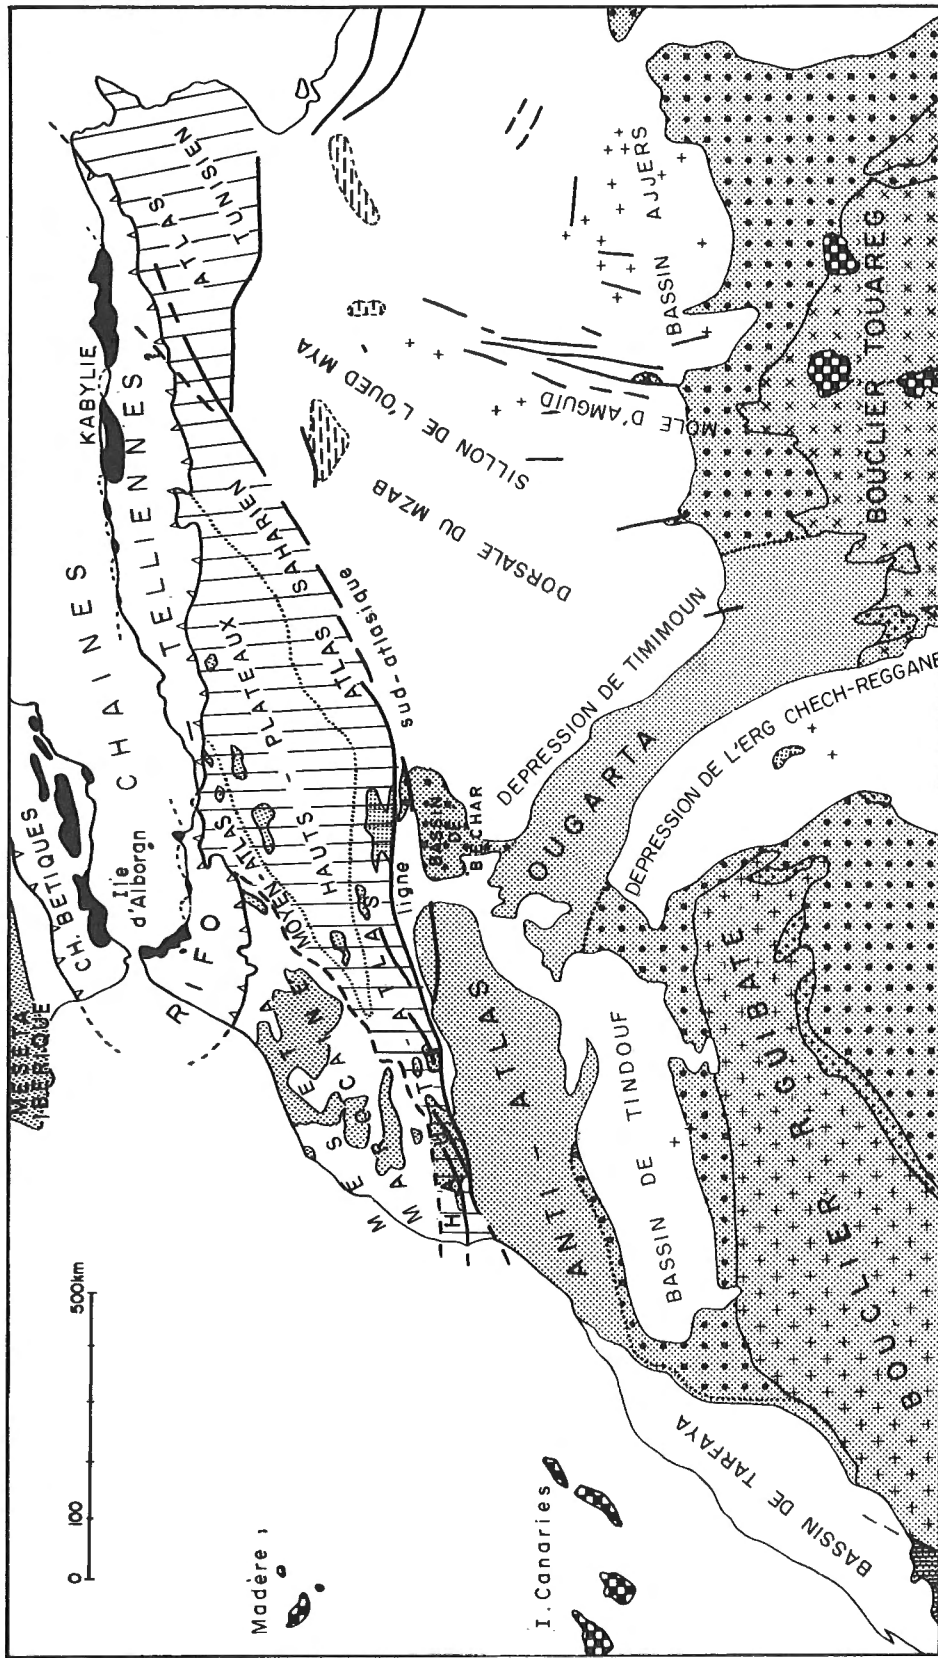 MESETA
IBERIQUE
CH. BETIQUES
Ile
d'Alboran
CHAINES
TELLIENNES
KABYLIE
RIF
ATLAS
TUNISIEN
MOYEN-ATLAS
HAUTS - PLATEAUX
ATLAS SAHARIEN
MESETA
MAROCAINE
HAUT - ATLAS
ligne sud-atlasique
BASSIN
DE
BECHAR
ANTI - ATLAS
OUGARTA
DEPRESSION DE TIMIMOUN
DORSALE DU MZAB
SILLON DE L'OUED MYA
MOLE D'AMGUID
BASSIN AJJERS
BASSIN DE TINDOUF
DEPRESSION DE L'ERG CHECH-REGGANE
BOUCLIER RGUIBATE
BOUCLIER TOUAREG
BASSIN DE TARFAYA
Madère
I. Canaries
0 100 500km